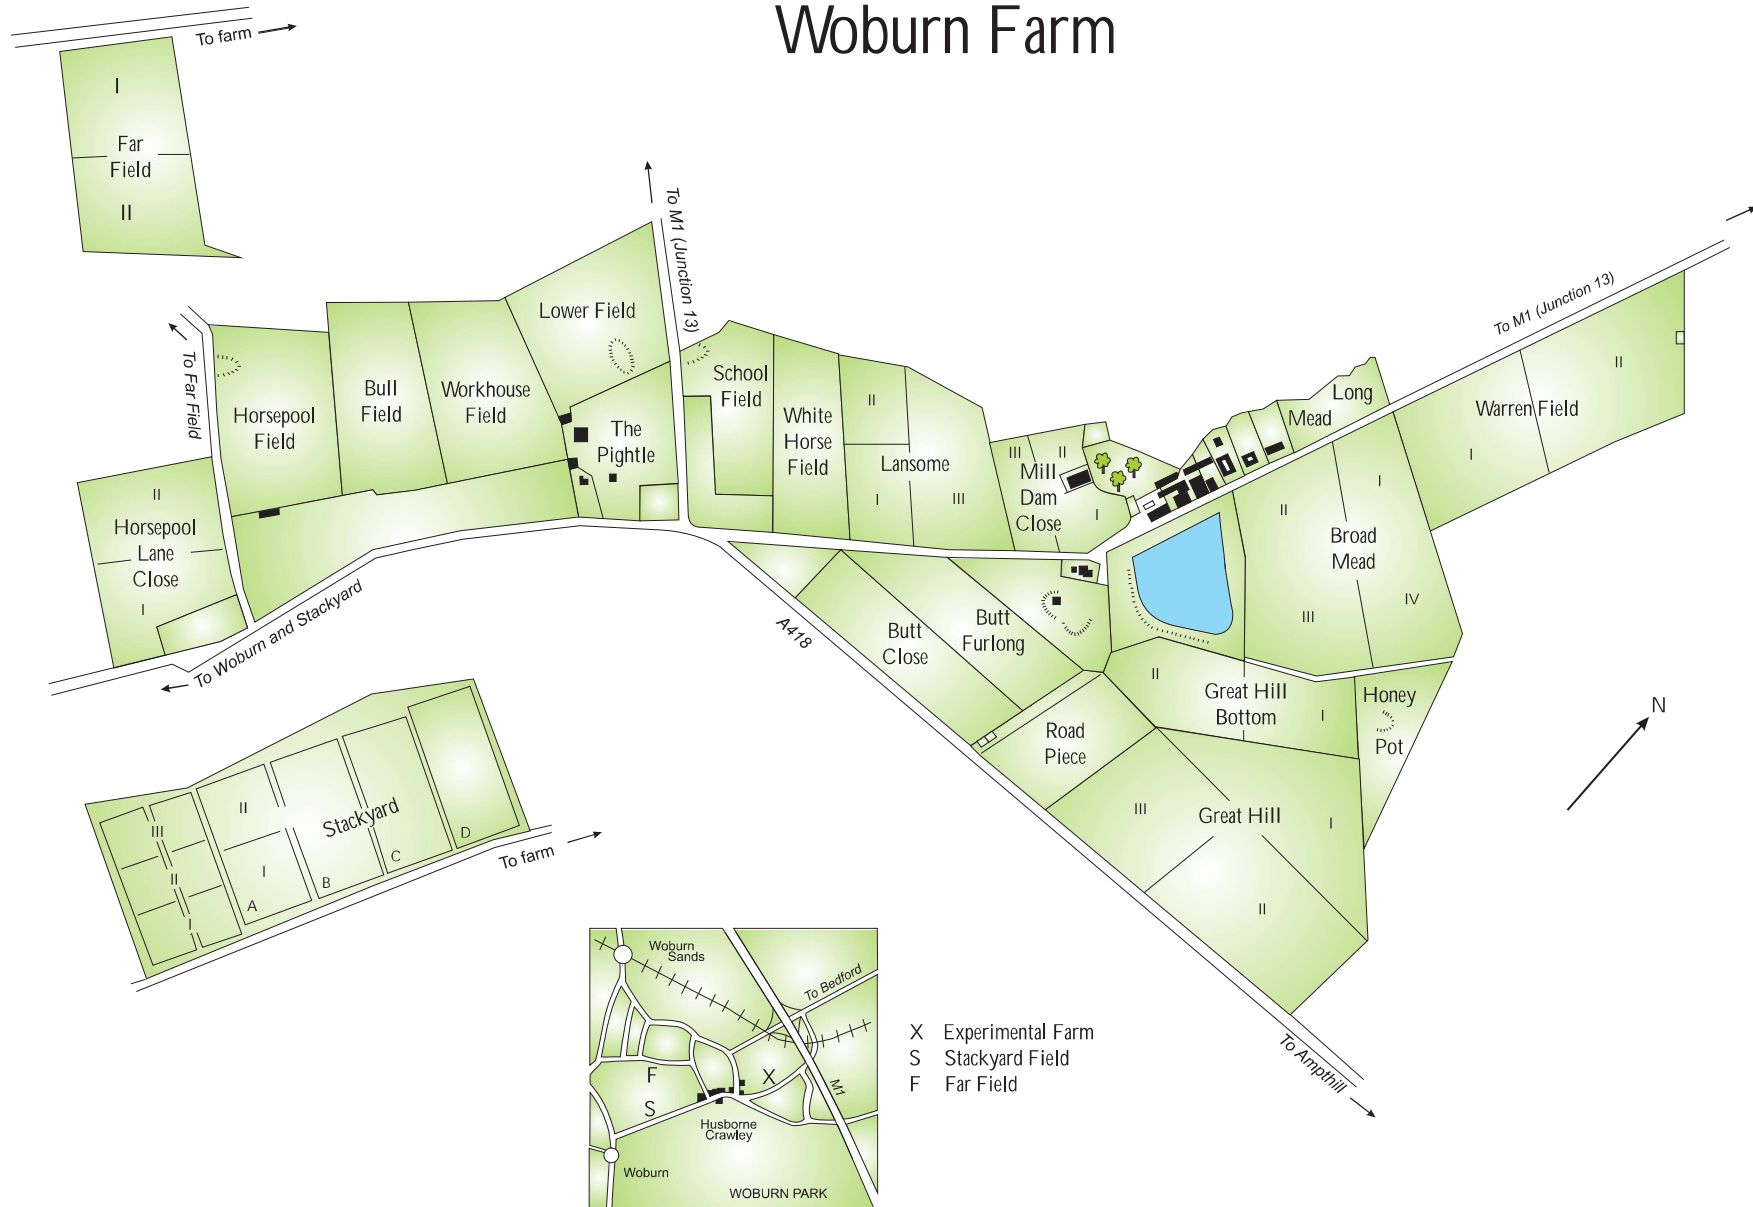 Woburn Farm
To farm
I
Far
Field
II
To M1 (Junction 13)
To Far Field
Horsepool
Field
Bull
Field
Workhouse
Field
Lower Field
The
Pightle
School
Field
White
Horse
Field
II
Lansome
I
III
III
II
Mill
Dam
Close
I
Long
Mead
To M1 (Junction 13)
Warren Field
II
I
II
I
Broad
Mead
III
IV
II
Horsepool
Lane
Close
I
To Woburn and Stackyard
A418
Butt
Close
Butt
Furlong
Road
Piece
II
Great Hill
Bottom
I
Honey
Pot
III
Great Hill
I
II
To Ampthill
N
III
II
I
II
I
A
Stackyard
B
C
D
To farm
Woburn
Sands
To Bedford
F
X
S
M1
Husborne
Crawley
Woburn
WOBURN PARK
X Experimental Farm
S Stackyard Field
F Far Field